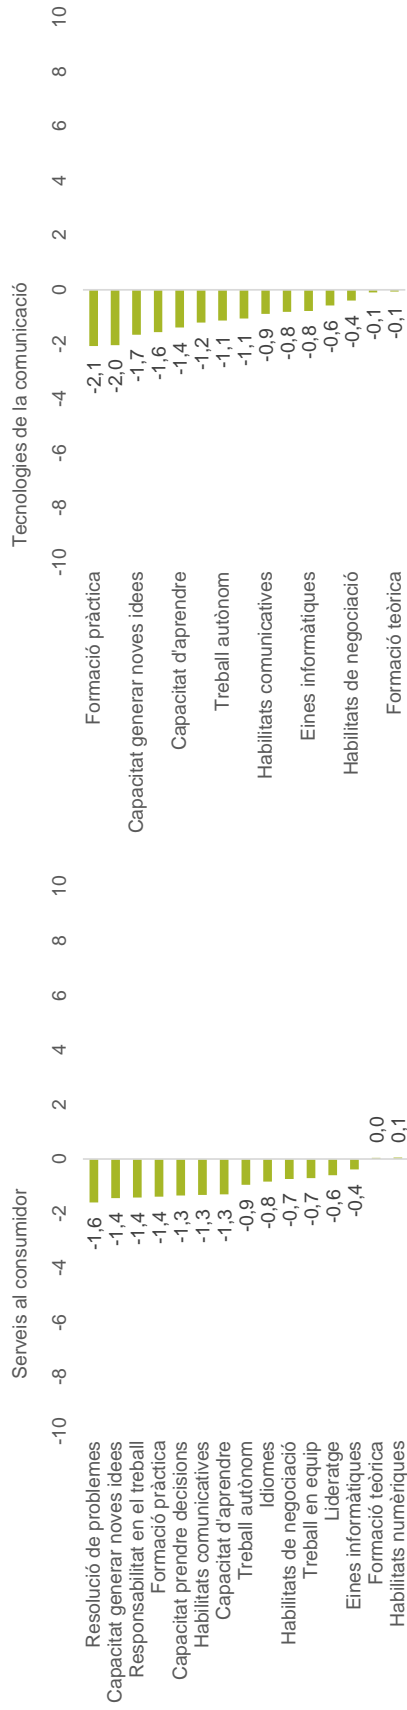 Serveis al consumidor
-10 -8 -6 -4 -2 0 2 4 6 8 10
Resolució de problemes -1,6
Capacitat generar noves idees -1,4
Responsabilitat en el treball -1,4
Formació pràctica -1,4
Capacitat prendre decisions -1,3
Habilitats comunicatives -1,3
Capacitat d'aprendre -1,3
Treball autònom -0,9
Idiomes -0,8
Habilitats de negociació -0,7
Treball en equip -0,7
Lideratge -0,6
Eines informàtiques -0,4
Formació teòrica 0,0
Habilitats numèriques 0,1
Tecnologies de la comunicació
-10 -8 -6 -4 -2 0 2 4 6 8 10
Formació pràctica -2,1
-2,0
Capacitat generar noves idees -1,7
-1,6
Capacitat d'aprendre -1,4
-1,2
Treball autònom -1,1
-1,1
Habilitats comunicatives -0,9
-0,8
Eines informàtiques -0,8
-0,6
Habilitats de negociació -0,4
-0,1
Formació teòrica -0,1